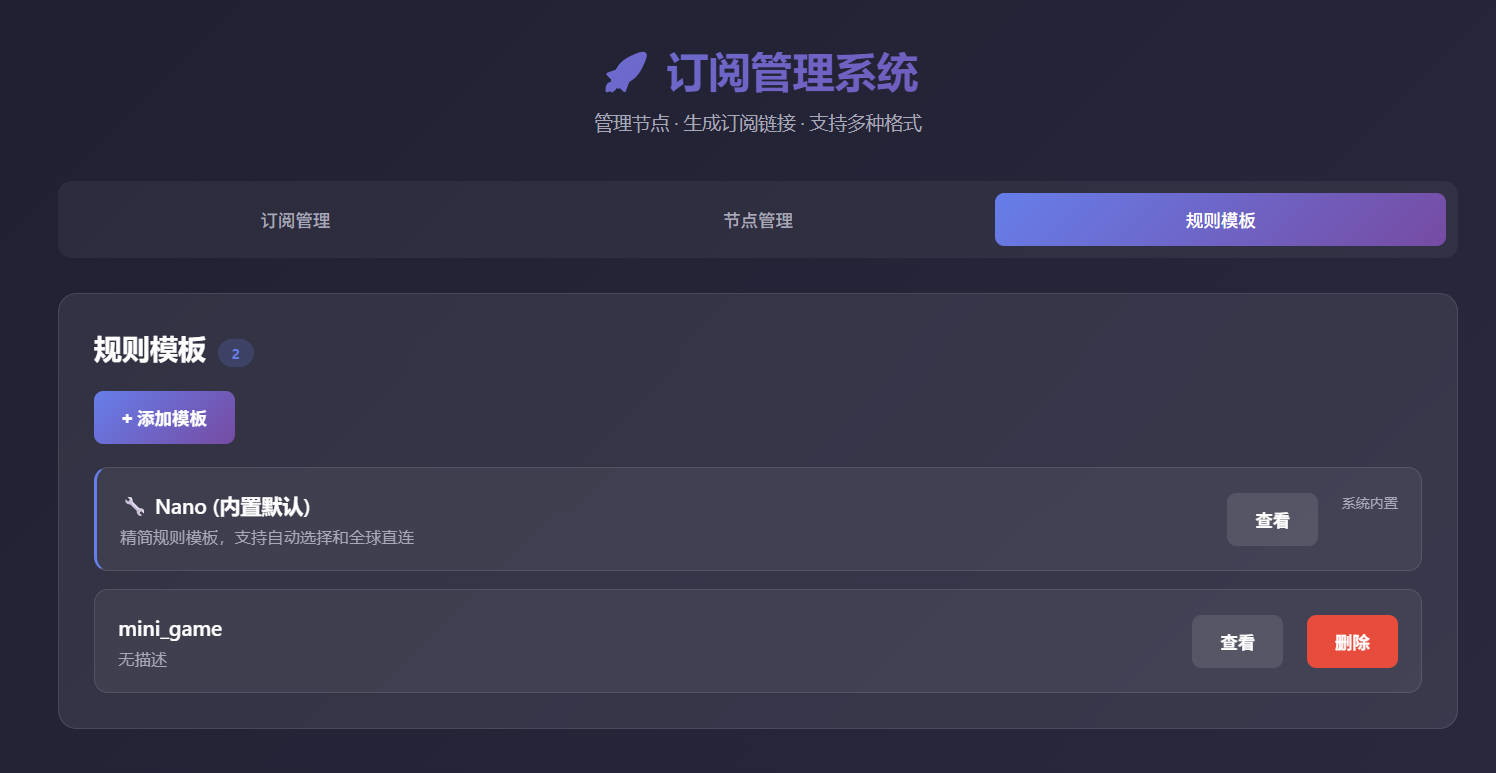 订阅管理系统
管理节点 · 生成订阅链接 · 支持多种格式
订阅管理
节点管理
规则模板
规则模板 2
+ 添加模板
Nano (内置默认)
精简规则模板，支持自动选择和全球直连
查看
系统内置
mini_game
无描述
查看
删除